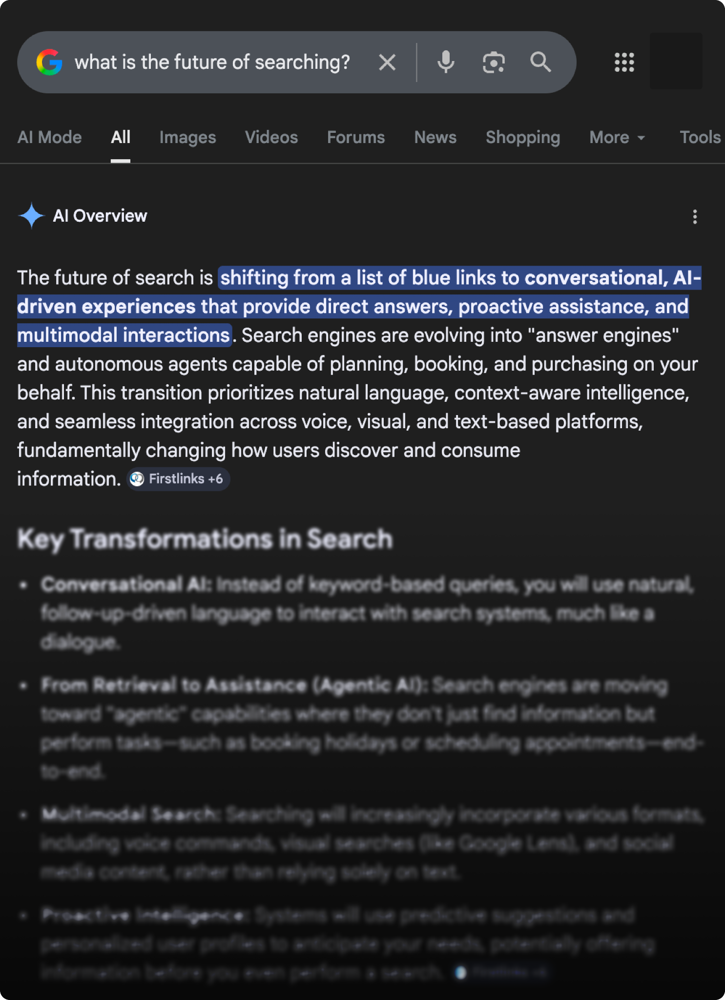 what is the future of searching?
AI Mode All Images Videos Forums News Shopping More Tools
AI Overview
The future of search is shifting from a list of blue links to conversational, AI-
driven experiences that provide direct answers, proactive assistance, and
multimodal interactions. Search engines are evolving into "answer engines"
and autonomous agents capable of planning, booking, and purchasing on your
behalf. This transition prioritizes natural language, context-aware intelligence,
and seamless integration across voice, visual, and text-based platforms,
fundamentally changing how users discover and consume
information. Firstlinks +6
Key Transformations in Search
• Conversational AI: Instead of keyword-based queries, you will use natural,
follow-up-driven language to interact with search systems, much like a
dialogue.
• From Retrieval to Assistance (Agentic AI): Search engines are moving
toward "agentic" capabilities where they don't just find information but
perform tasks—such as booking holidays or scheduling appointments—end-
to-end.
• Multimodal Search: Searching will increasingly incorporate various formats,
including voice commands, visual searches (like Google Lens), and social
media content, rather than relying solely on text.
• Proactive Intelligence: Systems will use predictive suggestions and
personalized user profiles to anticipate your needs, potentially offering
information before you even perform a search.